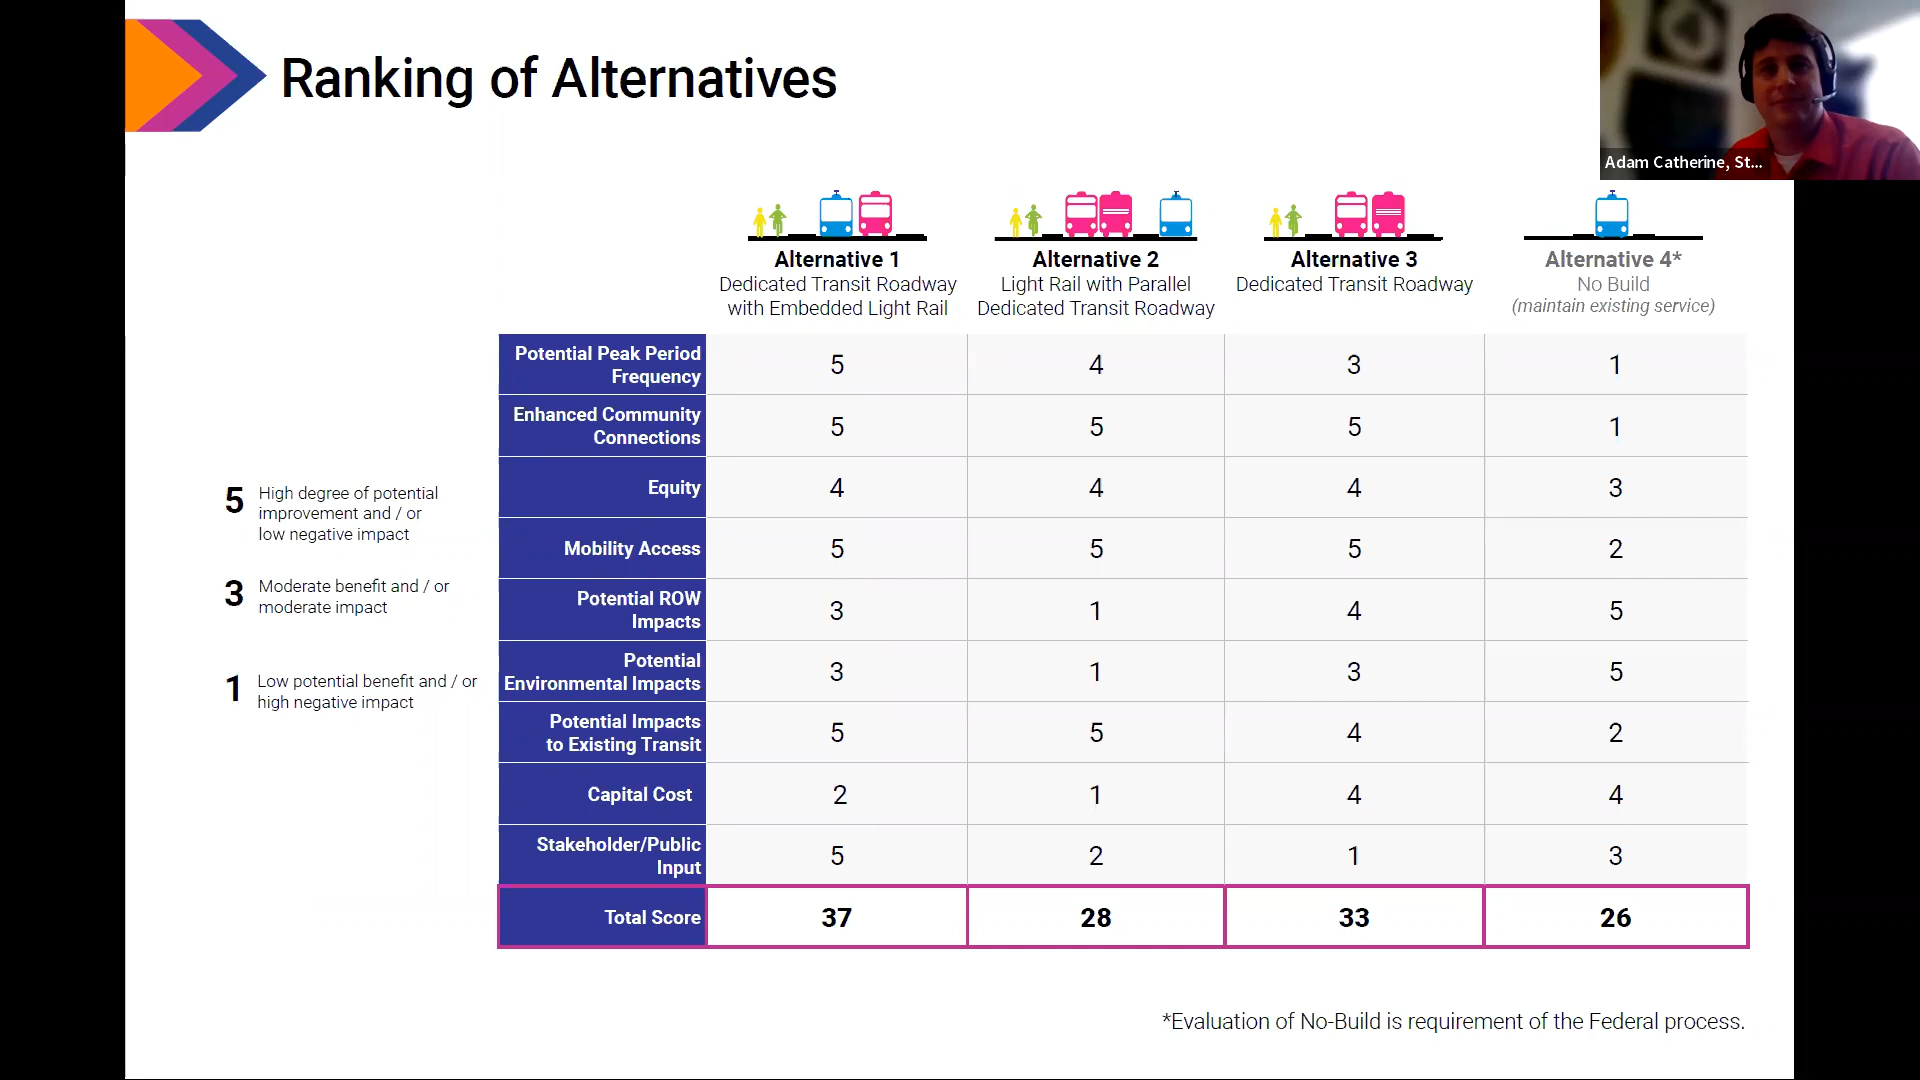 Ranking of Alternatives
Adam Catherine, St...
Alternative 1
Dedicated Transit Roadway
with Embedded Light Rail
Alternative 2
Light Rail with Parallel
Dedicated Transit Roadway
Alternative 3
Dedicated Transit Roadway
Alternative 4*
No Build
(maintain existing service)
5 High degree of potential
improvement and / or
low negative impact
3 Moderate benefit and / or
moderate impact
1 Low potential benefit and / or
high negative impact
Potential Peak Period
Frequency
5 4 3 1
Enhanced Community
Connections
5 5 5 1
Equity 4 4 4 3
Mobility Access 5 5 5 2
Potential ROW
Impacts
3 1 4 5
Potential
Environmental Impacts
3 1 3 5
Potential Impacts
to Existing Transit
5 5 4 2
Capital Cost 2 1 4 4
Stakeholder/Public
Input
5 2 1 3
Total Score 37 28 33 26
*Evaluation of No-Build is requirement of the Federal process.